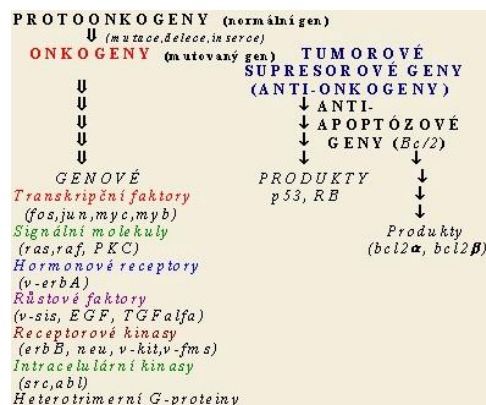 PROTOONKOGENY (normální gen)
(mutace,delece,inserce)
ONKOGENY (mutovaný gen)
TUMOROVÉ
SUPRESOROVÉ GENY
(ANTI-ONKOGENY)
ANTI-
APOPTÓZOVÉ
GENY (Bc/2)
GENOVÉ
PRODUKTY
p53, RB
Transkripční faktory
(fos,jun,myc,myb)
Signální molekuly
(ras,raf, PKC)
Hormonové receptory
(v-erbA)
Růstové faktory
(v-sis, EGF, TGFalfa)
Receptorové kinasy
(erbB, neu, v-kit,v-fms)
Intracelulární kinasy
(src,abl)
Heterotrimerní G-proteiny
Produkty
(bcl2α, bcl2β)